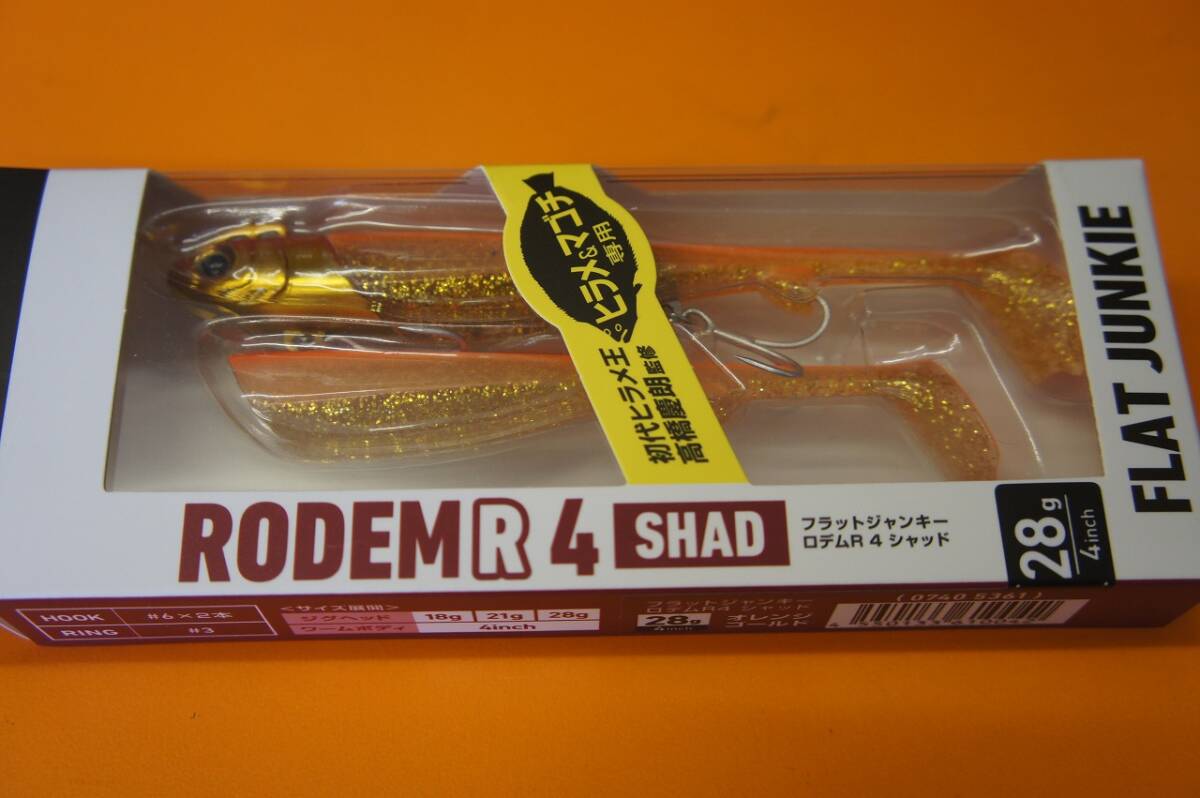 ヒラメ&マゴチ
専用
初代ヒラメ王
高橋慶朗監修
FLAT JUNKIE
RODEM R 4 SHAD
フラットジャンキー
ロデムR 4 シャッド
28g
4inch
HOOK #6×2本
RING #3
<サイズ展開>
ジグヘッド 18g 21g 28g
ワームボディ 4inch
フラットジャンキー
ロデムR4 シャッド
28g
4inch
オレンジ
ゴールド
(0740 5361)